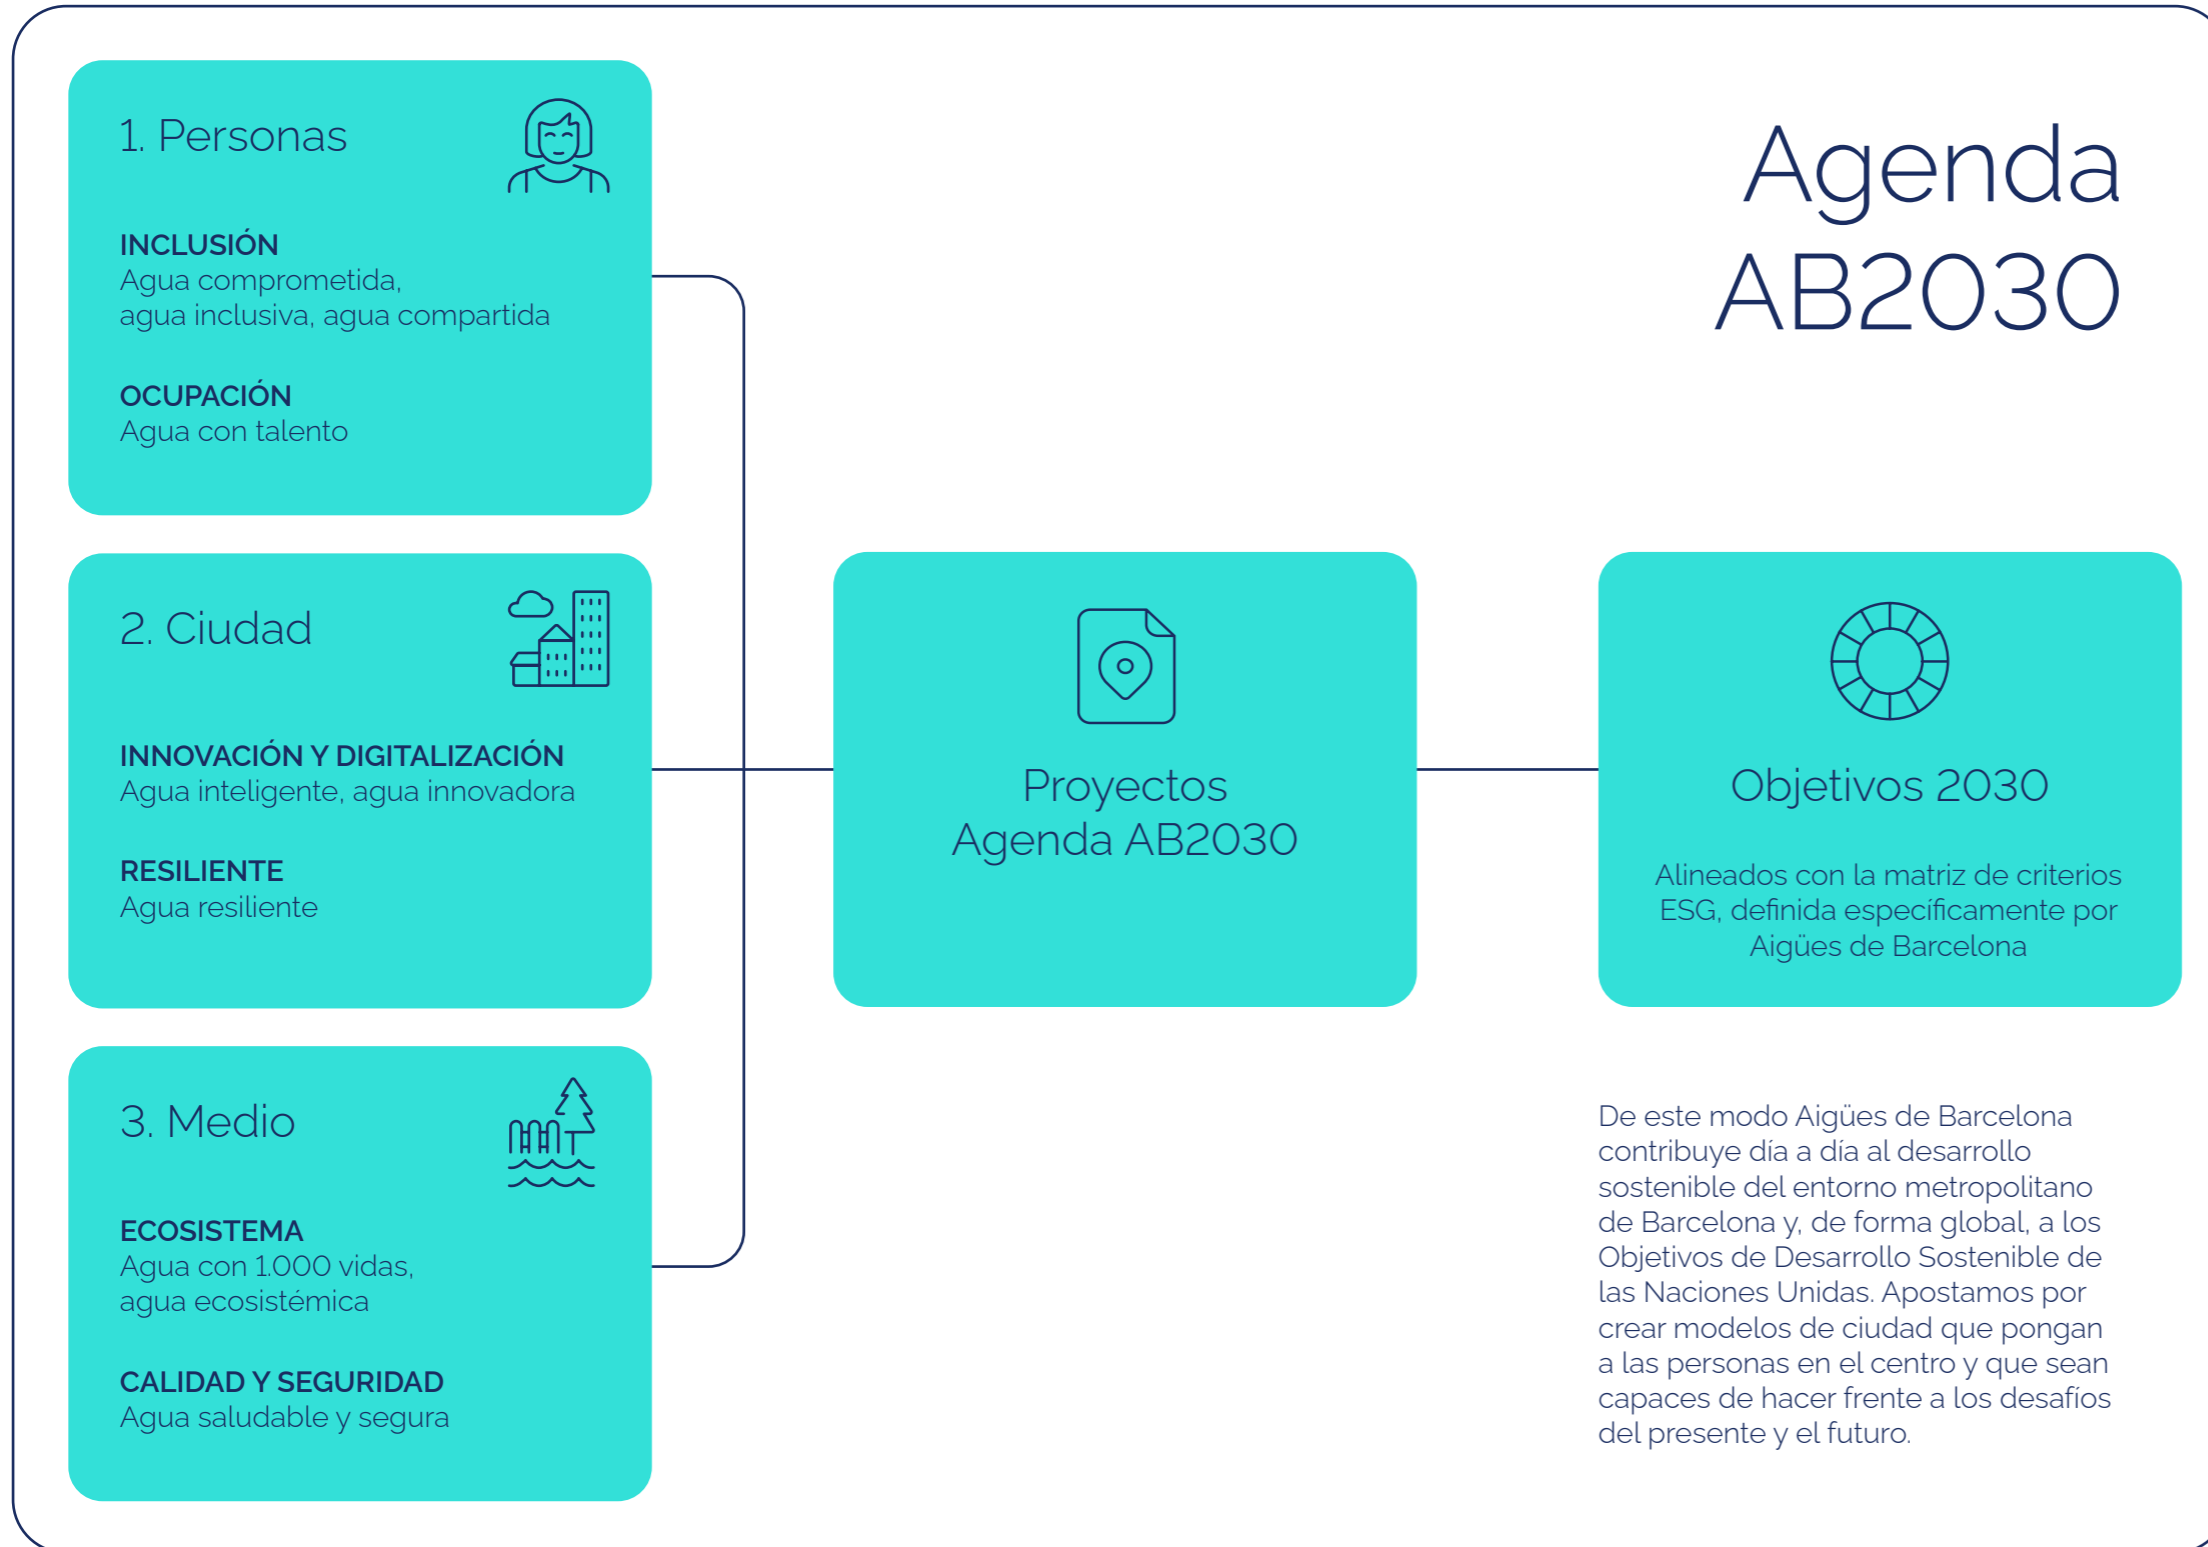 Agenda
AB2030
1. Personas
INCLUSIÓN
Agua comprometida,
agua inclusiva, agua compartida
OCUPACIÓN
Agua con talento
2. Ciudad
INNOVACIÓN Y DIGITALIZACIÓN
Agua inteligente, agua innovadora
RESILIENTE
Agua resiliente
3. Medio
ECOSISTEMA
Agua con 1.000 vidas,
agua ecosistémica
CALIDAD Y SEGURIDAD
Agua saludable y segura
Proyectos
Agenda AB2030
Objetivos 2030
Alineados con la matriz de criterios
ESG, definida específicamente por
Aigües de Barcelona
De este modo Aigües de Barcelona
contribuye día a día al desarrollo
sostenible del entorno metropolitano
de Barcelona y, de forma global, a los
Objetivos de Desarrollo Sostenible de
las Naciones Unidas. Apostamos por
crear modelos de ciudad que pongan
a las personas en el centro y que sean
capaces de hacer frente a los desafíos
del presente y el futuro.